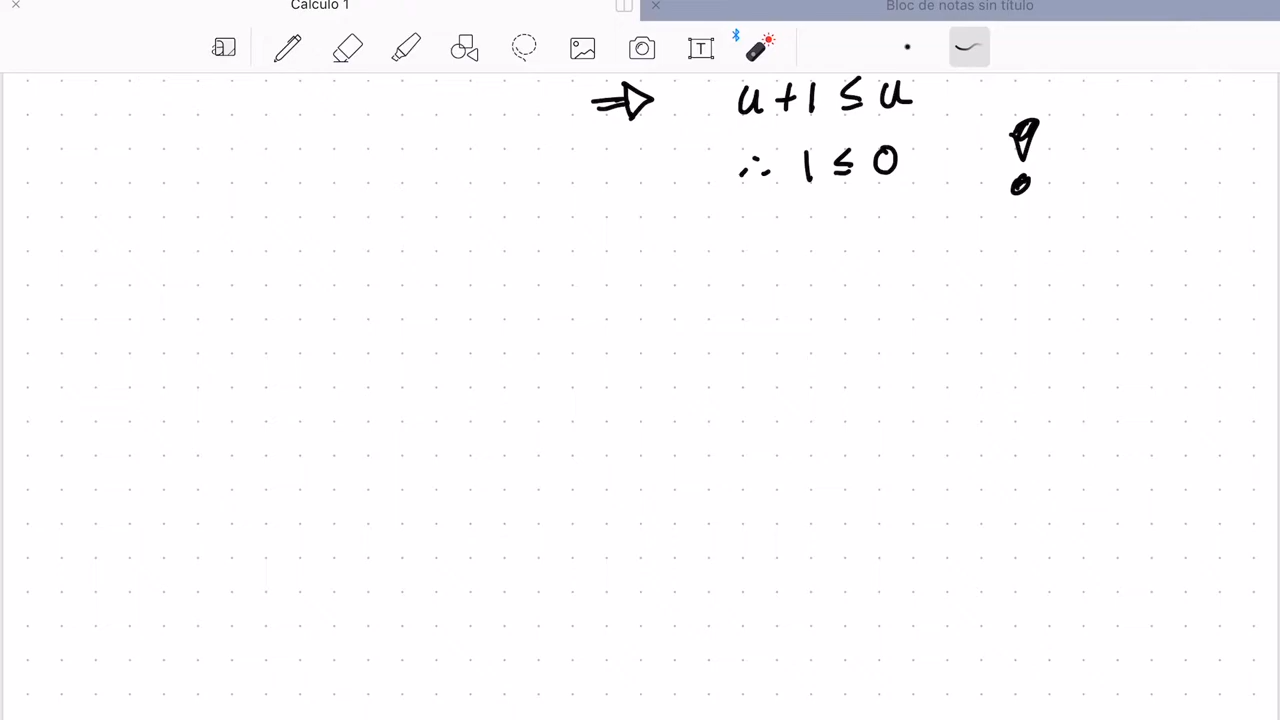 Calculo 1
Bloc de notas sin título
T
⇒ u + 1 ≤ u
∴ 1 ≤ 0 !